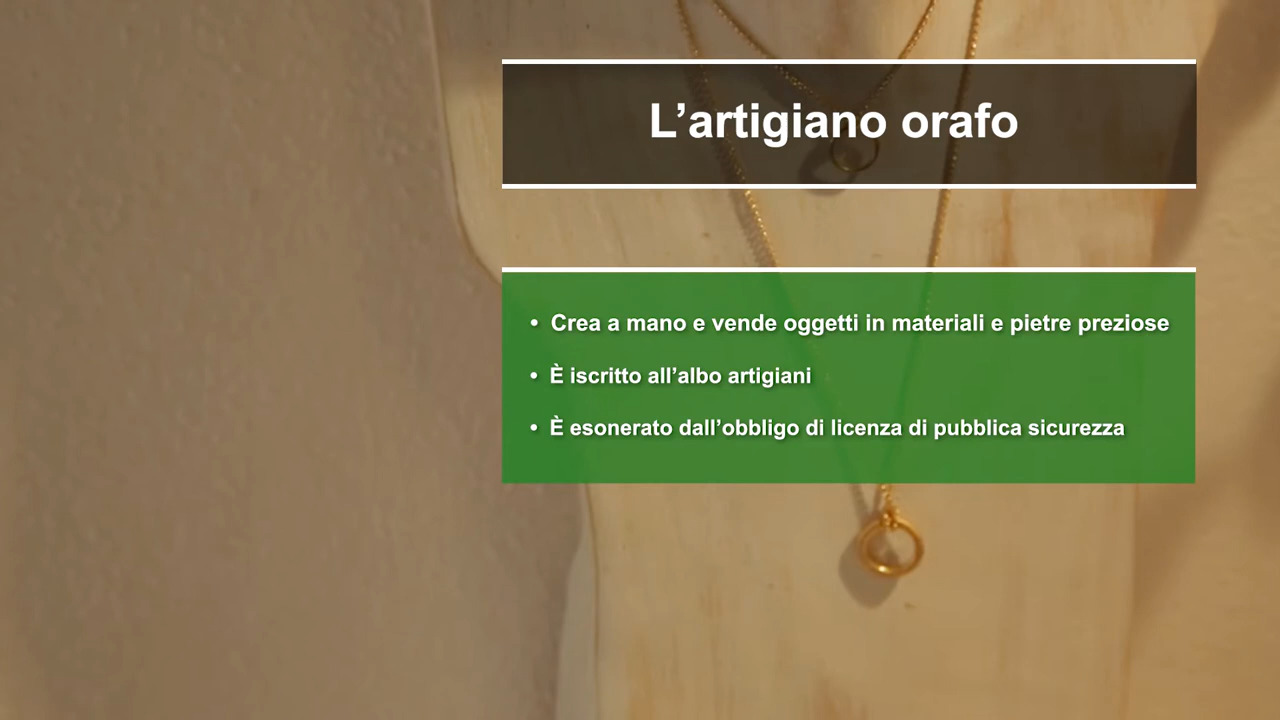 L’artigiano orafo
• Crea a mano e vende oggetti in materiali e pietre preziose
• È iscritto all’albo artigiani
• È esonerato dall’obbligo di licenza di pubblica sicurezza